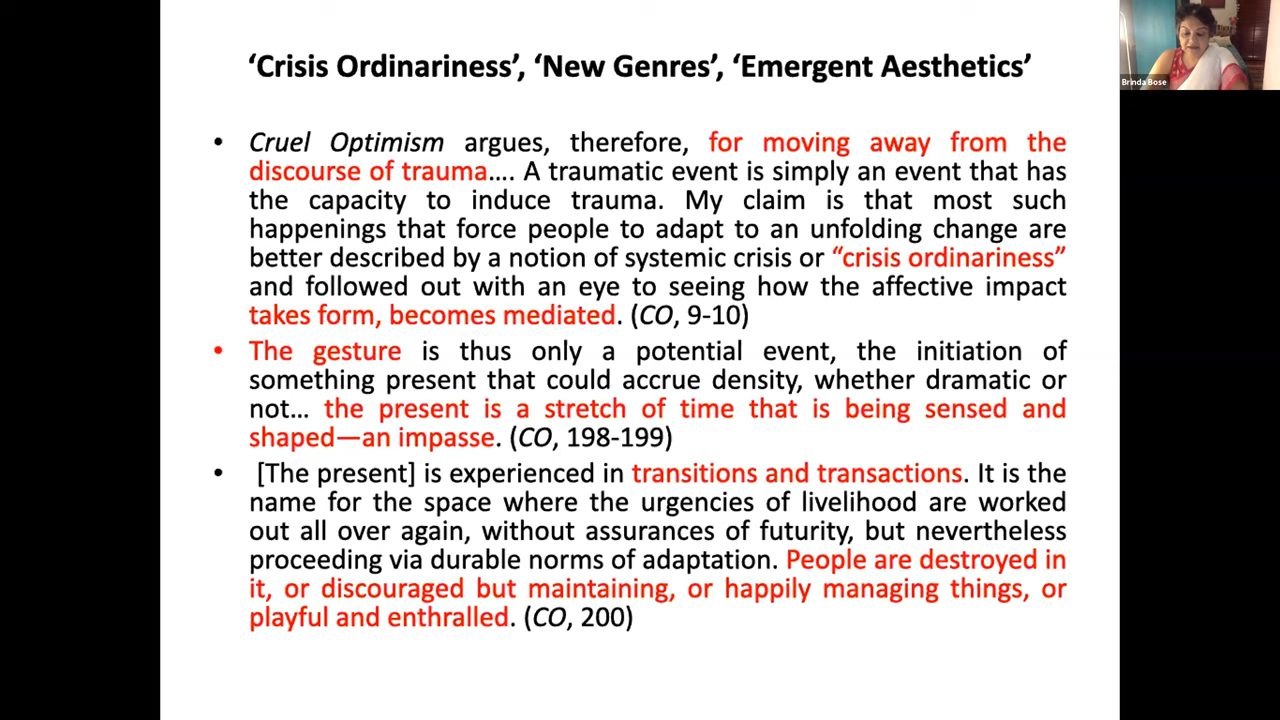 ‘Crisis Ordinariness’, ‘New Genres’, ‘Emergent Aesthetics’
• Cruel Optimism argues, therefore, for moving away from the
discourse of trauma…. A traumatic event is simply an event that has
the capacity to induce trauma. My claim is that most such
happenings that force people to adapt to an unfolding change are
better described by a notion of systemic crisis or “crisis ordinariness”
and followed out with an eye to seeing how the affective impact
takes form, becomes mediated. (CO, 9-10)
• The gesture is thus only a potential event, the initiation of
something present that could accrue density, whether dramatic or
not… the present is a stretch of time that is being sensed and
shaped—an impasse. (CO, 198-199)
• [The present] is experienced in transitions and transactions. It is the
name for the space where the urgencies of livelihood are worked
out all over again, without assurances of futurity, but nevertheless
proceeding via durable norms of adaptation. People are destroyed in
it, or discouraged but maintaining, or happily managing things, or
playful and enthralled. (CO, 200)
Brinda Bose